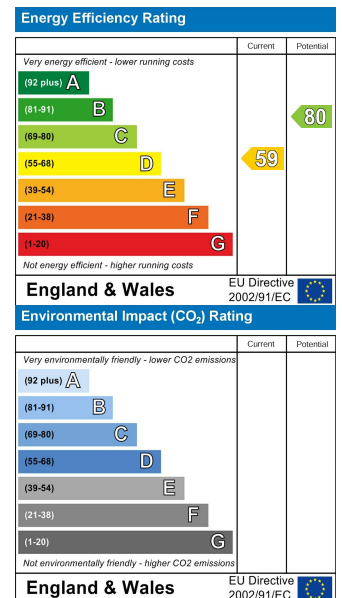 Energy Efficiency Rating
Current Potential
Very energy efficient - lower running costs
(92 plus) A
(81-91) B
(69-80) C
(55-68) D
(39-54) E
(21-38) F
(1-20) G
80
59
Not energy efficient - higher running costs
England & Wales
EU Directive
2002/91/EC
Environmental Impact (CO₂) Rating
Current Potential
Very environmentally friendly - lower CO2 emissions
(92 plus) A
(81-91) B
(69-80) C
(55-68) D
(39-54) E
(21-38) F
(1-20) G
Not environmentally friendly - higher CO2 emissions
England & Wales
EU Directive
2002/91/EC